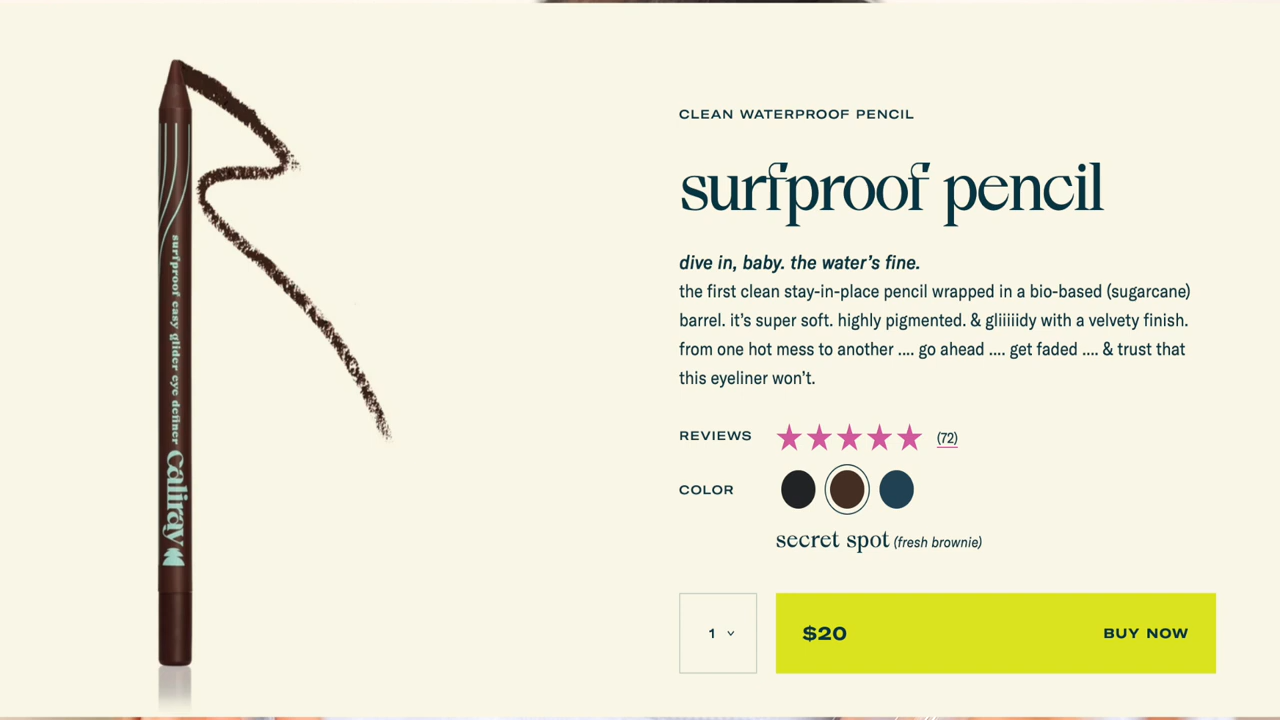 surfproof easy glider eye definer caliray
CLEAN WATERPROOF PENCIL
surfproof pencil
dive in, baby. the water's fine.
the first clean stay-in-place pencil wrapped in a bio-based (sugarcane)
barrel. it's super soft. highly pigmented. & gliiiiidy with a velvety finish.
from one hot mess to another .... go ahead .... get faded .... & trust that
this eyeliner won't.
REVIEWS (72)
COLOR
secret spot (fresh brownie)
1 $20 BUY NOW